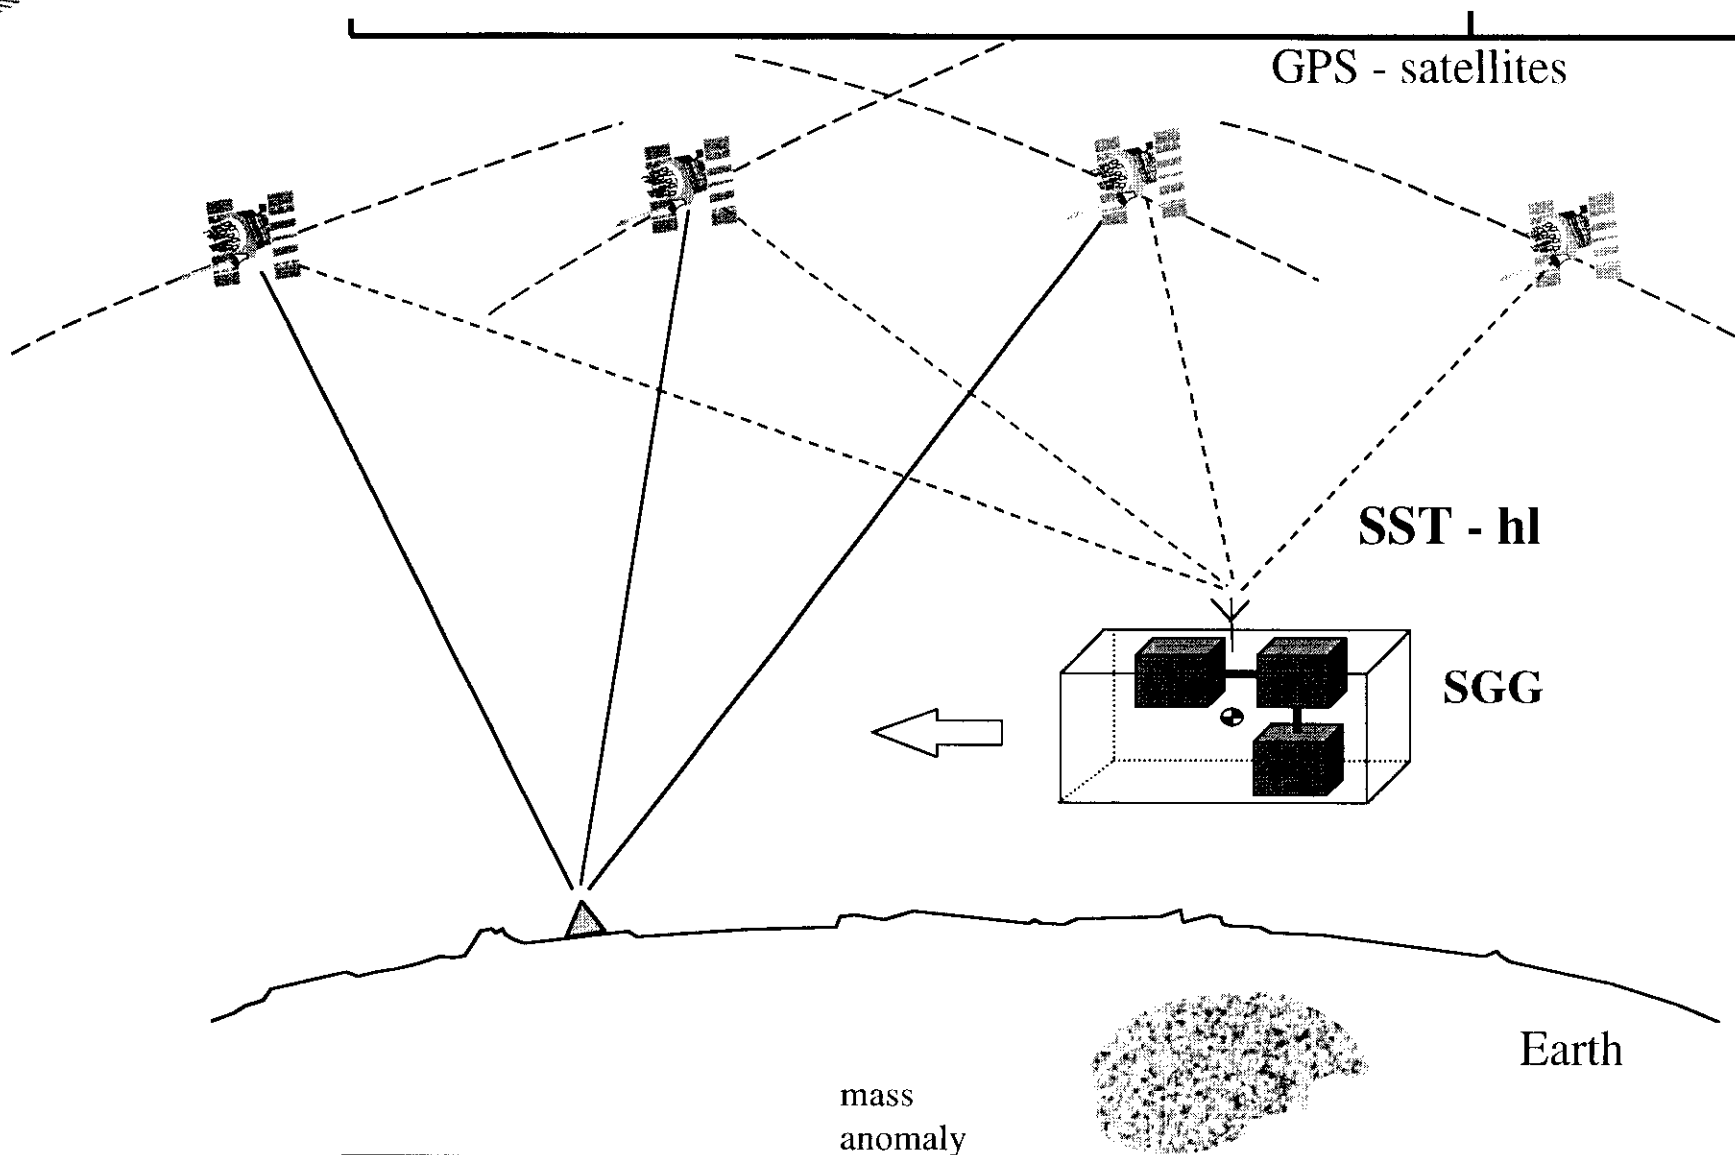 GPS - satellites
SST - hl
SGG
Earth
mass
anomaly